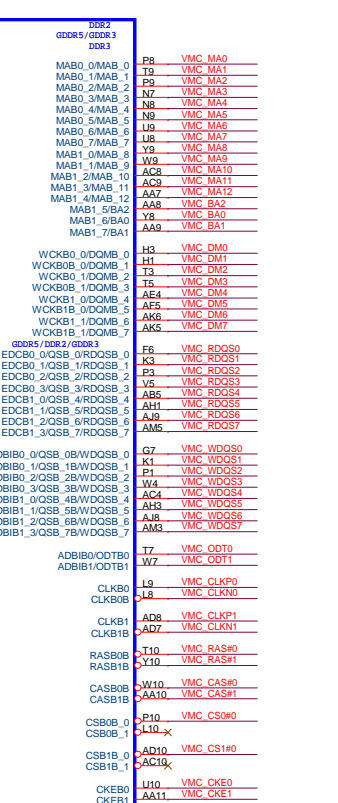 DDR2
GDDR5/GDDR3
DDR3
MAB0_0/MAB_0 P8 VMC_MA0
MAB0_1/MAB_1 T9 VMC_MA1
MAB0_2/MAB_2 P9 VMC_MA2
MAB0_3/MAB_3 N7 VMC_MA3
MAB0_4/MAB_4 N8 VMC_MA4
MAB0_5/MAB_5 N9 VMC_MA5
MAB0_6/MAB_6 U9 VMC_MA6
MAB0_7/MAB_7 U8 VMC_MA7
MAB1_0/MAB_8 Y9 VMC_MA8
MAB1_1/MAB_9 W9 VMC_MA9
MAB1_2/MAB_10 AC8 VMC_MA10
MAB1_3/MAB_11 AC9 VMC_MA11
MAB1_4/MAB_12 AA7 VMC_MA12
MAB1_5/BA2 AA8 VMC_BA2
MAB1_6/BA0 Y8 VMC_BA0
MAB1_7/BA1 AA9 VMC_BA1
WCKB0_0/DQMB_0 H3 VMC_DM0
WCKB0B_0/DQMB_1 H1 VMC_DM1
WCKB0_1/DQMB_2 T3 VMC_DM2
WCKB0B_1/DQMB_3 T5 VMC_DM3
WCKB1_0/DQMB_4 AE4 VMC_DM4
WCKB1B_0/DQMB_5 AF5 VMC_DM5
WCKB1_1/DQMB_6 AK6 VMC_DM6
WCKB1B_1/DQMB_7 AK5 VMC_DM7
GDDR5/DDR2/GDDR3
EDCB0_0/QSB_0/RDQSB_0 F6 VMC_RDQS0
EDCB0_1/QSB_1/RDQSB_1 K3 VMC_RDQS1
EDCB0_2/QSB_2/RDQSB_2 P3 VMC_RDQS2
EDCB0_3/QSB_3/RDQSB_3 V5 VMC_RDQS3
EDCB1_0/QSB_4/RDQSB_4 AB5 VMC_RDQS4
EDCB1_1/QSB_5/RDQSB_5 AH1 VMC_RDQS5
EDCB1_2/QSB_6/RDQSB_6 AJ9 VMC_RDQS6
EDCB1_3/QSB_7/RDQSB_7 AM5 VMC_RDQS7
DBIB0_0/QSB_0B/WDQSB_0 G7 VMC_WDQS0
DBIB0_1/QSB_1B/WDQSB_1 K1 VMC_WDQS1
DBIB0_2/QSB_2B/WDQSB_2 P1 VMC_WDQS2
DBIB0_3/QSB_3B/WDQSB_3 W4 VMC_WDQS3
DBIB1_0/QSB_4B/WDQSB_4 AC4 VMC_WDQS4
DBIB1_1/QSB_5B/WDQSB_5 AH3 VMC_WDQS5
DBIB1_2/QSB_6B/WDQSB_6 AJ8 VMC_WDQS6
DBIB1_3/QSB_7B/WDQSB_7 AM3 VMC_WDQS7
ADBIB0/ODTB0 T7 VMC_ODT0
ADBIB1/ODTB1 W7 VMC_ODT1
CLKB0 L9 VMC_CLKP0
CLKB0B L8 VMC_CLKN0
CLKB1 AD8 VMC_CLKP1
CLKB1B AD7 VMC_CLKN1
RASB0B T10 VMC_RAS#0
RASB1B Y10 VMC_RAS#1
CASB0B W10 VMC_CAS#0
CASB1B AA10 VMC_CAS#1
CSB0B_0 P10 VMC_CS0#0
CSB0B_1 L10
CSB1B_0 AD10 VMC_CS1#0
CSB1B_1 AC10
CKEB0 U10 VMC_CKE0
CKEB1 AA11 VMC_CKE1